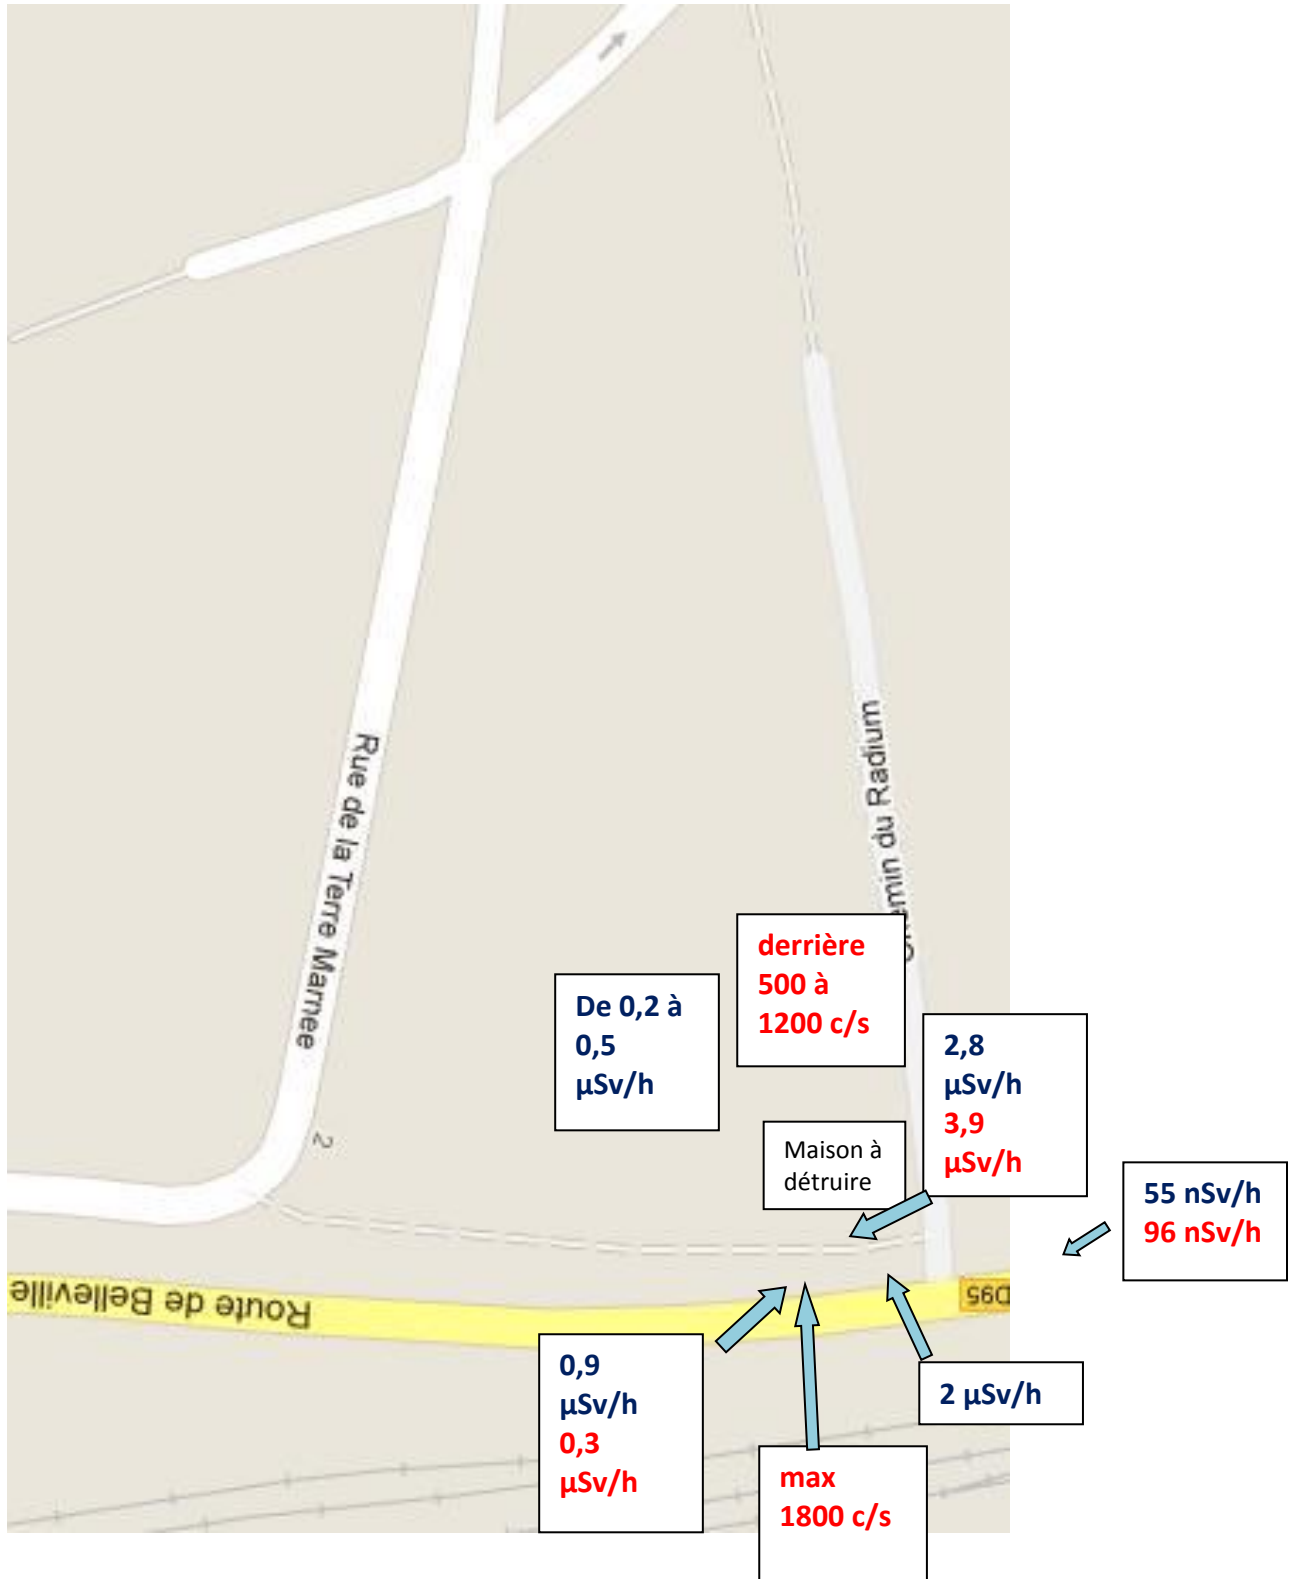 Rue de la Terre Marnee
Chemin du Radium
derrière
500 à
1200 c/s
De 0,2 à
0,5
µSv/h
2,8
µSv/h
3,9
µSv/h
Maison à
détruire
2
55 nSv/h
96 nSv/h
Route de Belleville
D95
0,9
µSv/h
0,3
µSv/h
2 µSv/h
max
1800 c/s